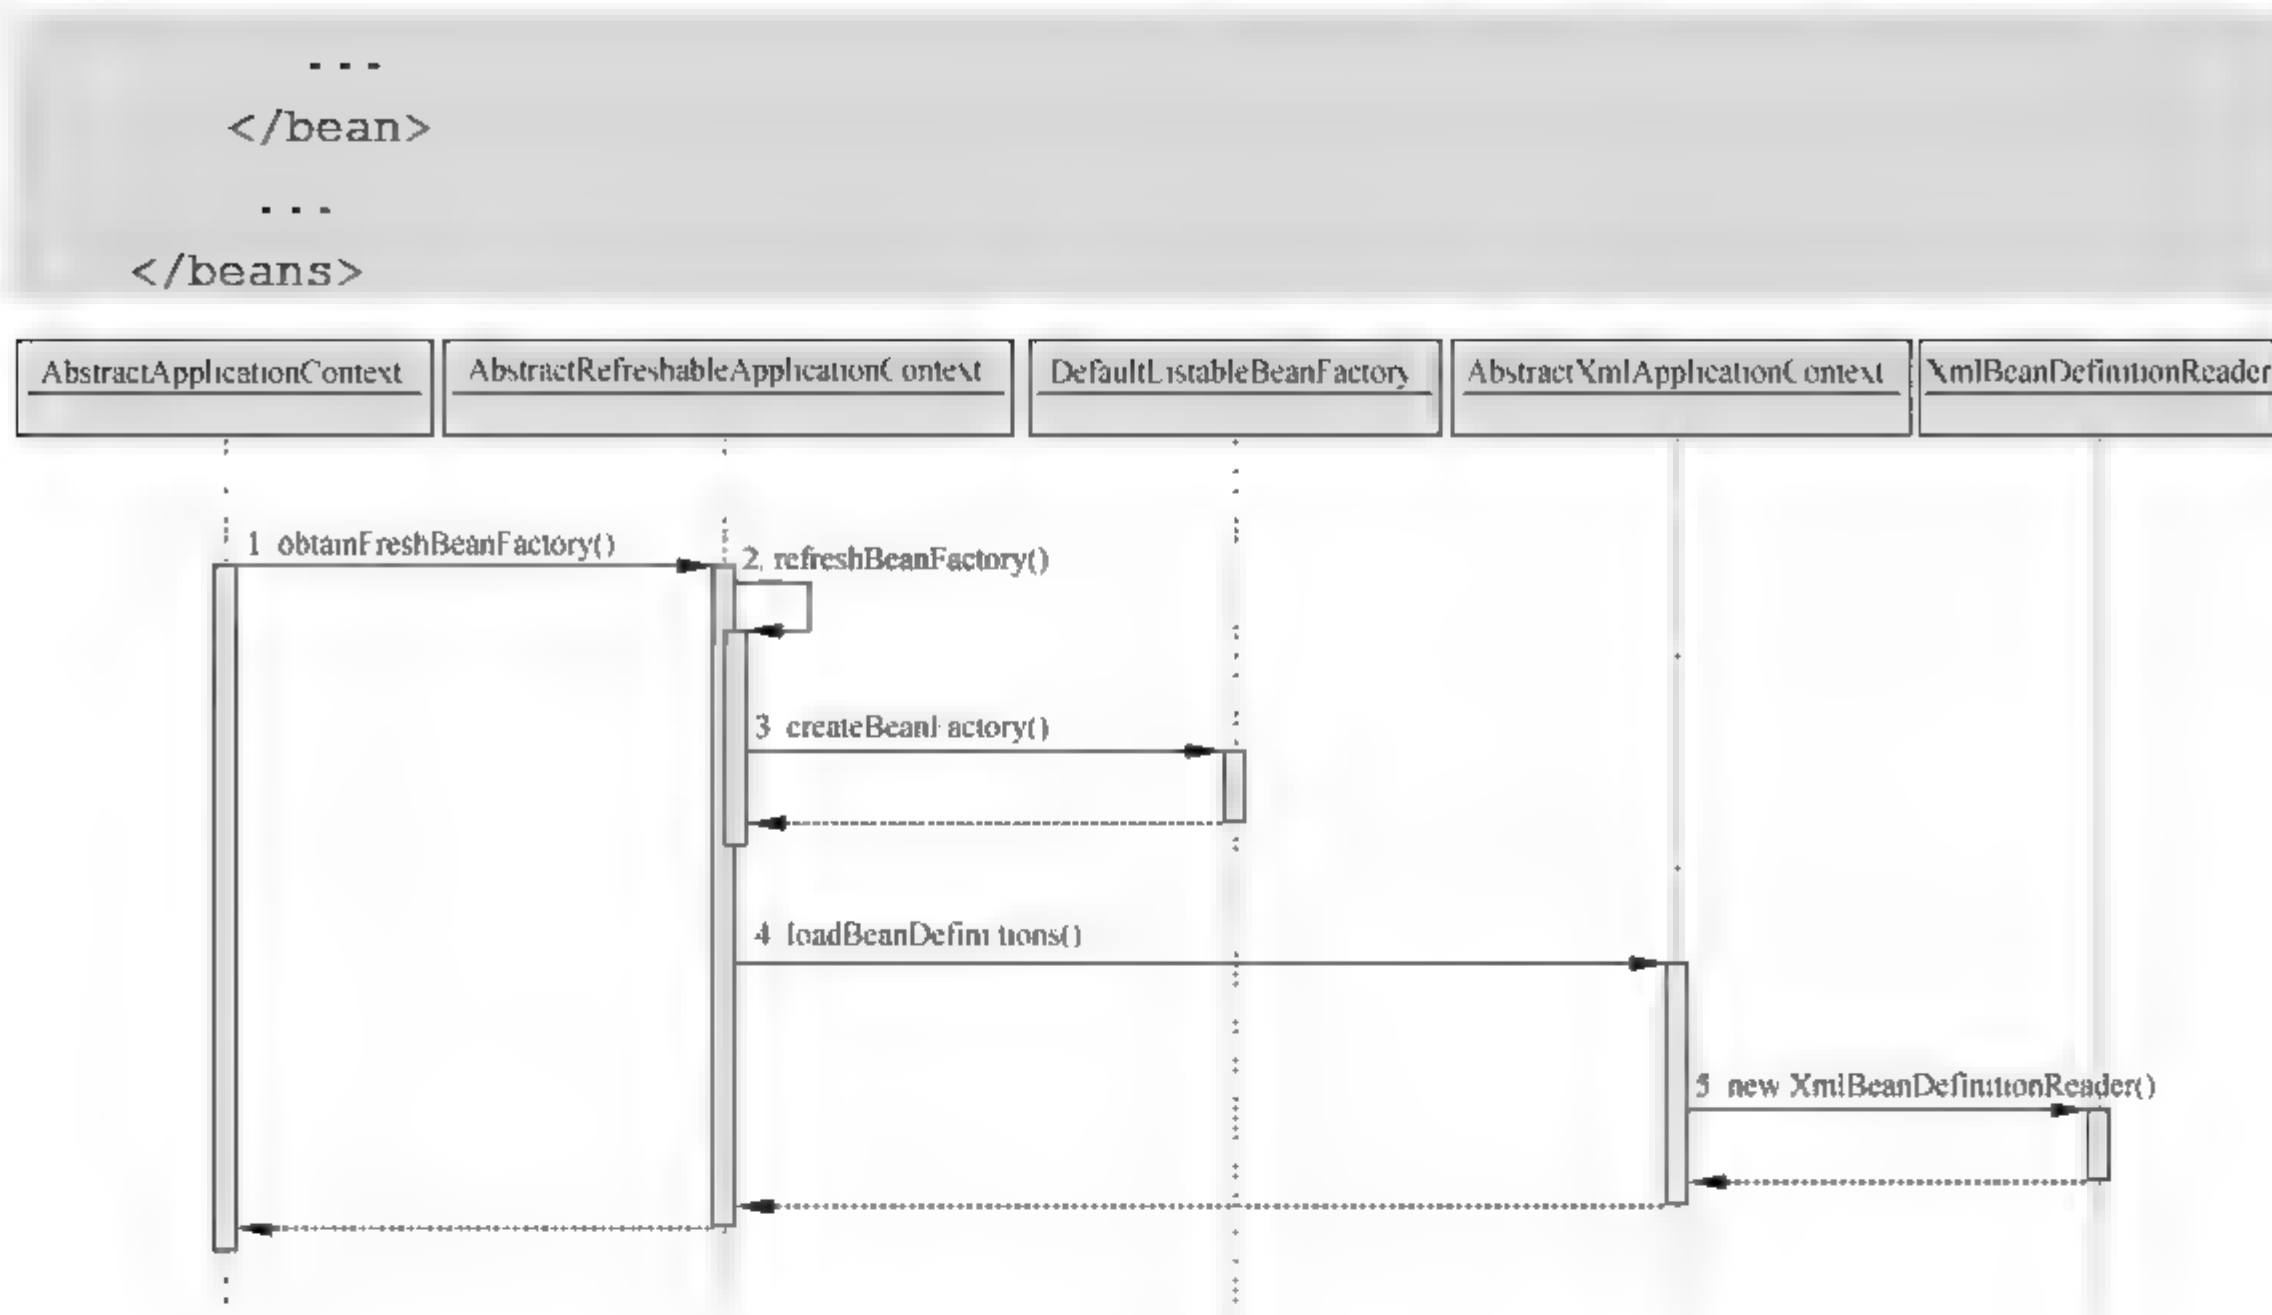 ...
</bean>
...
</beans>
AbstractApplicationContext
AbstractRefreshableApplicationContext
DefaultListableBeanFactory
AbstractXmlApplicationContext
XmlBeanDefinitionReader
1 obtainFreshBeanFactory()
2. refreshBeanFactory()
3 createBeanFactory()
4 loadBeanDefinitions()
5 new XmlBeanDefinitionReader()